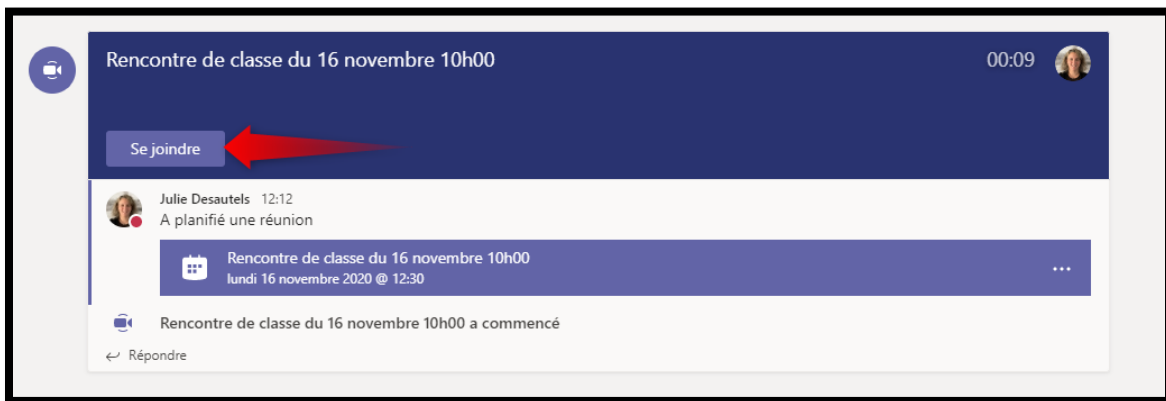 Rencontre de classe du 16 novembre 10h00
00:09
Se joindre
Julie Desautels 12:12
A planifié une réunion
Rencontre de classe du 16 novembre 10h00
lundi 16 novembre 2020 @ 12:30
...
Rencontre de classe du 16 novembre 10h00 a commencé
Répondre